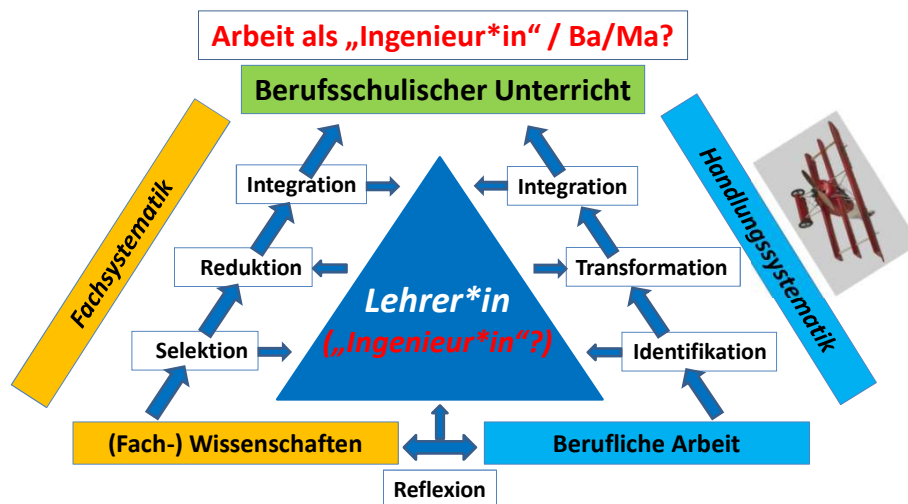 Arbeit als „Ingenieur*in“ / Ba/Ma?
Berufsschulischer Unterricht
Fachsystematik
Handlungssystematik
Integration
Integration
Reduktion
Transformation
Lehrer*in
(„Ingenieur*in“?)
Selektion
Identifikation
(Fach-) Wissenschaften
Berufliche Arbeit
Reflexion